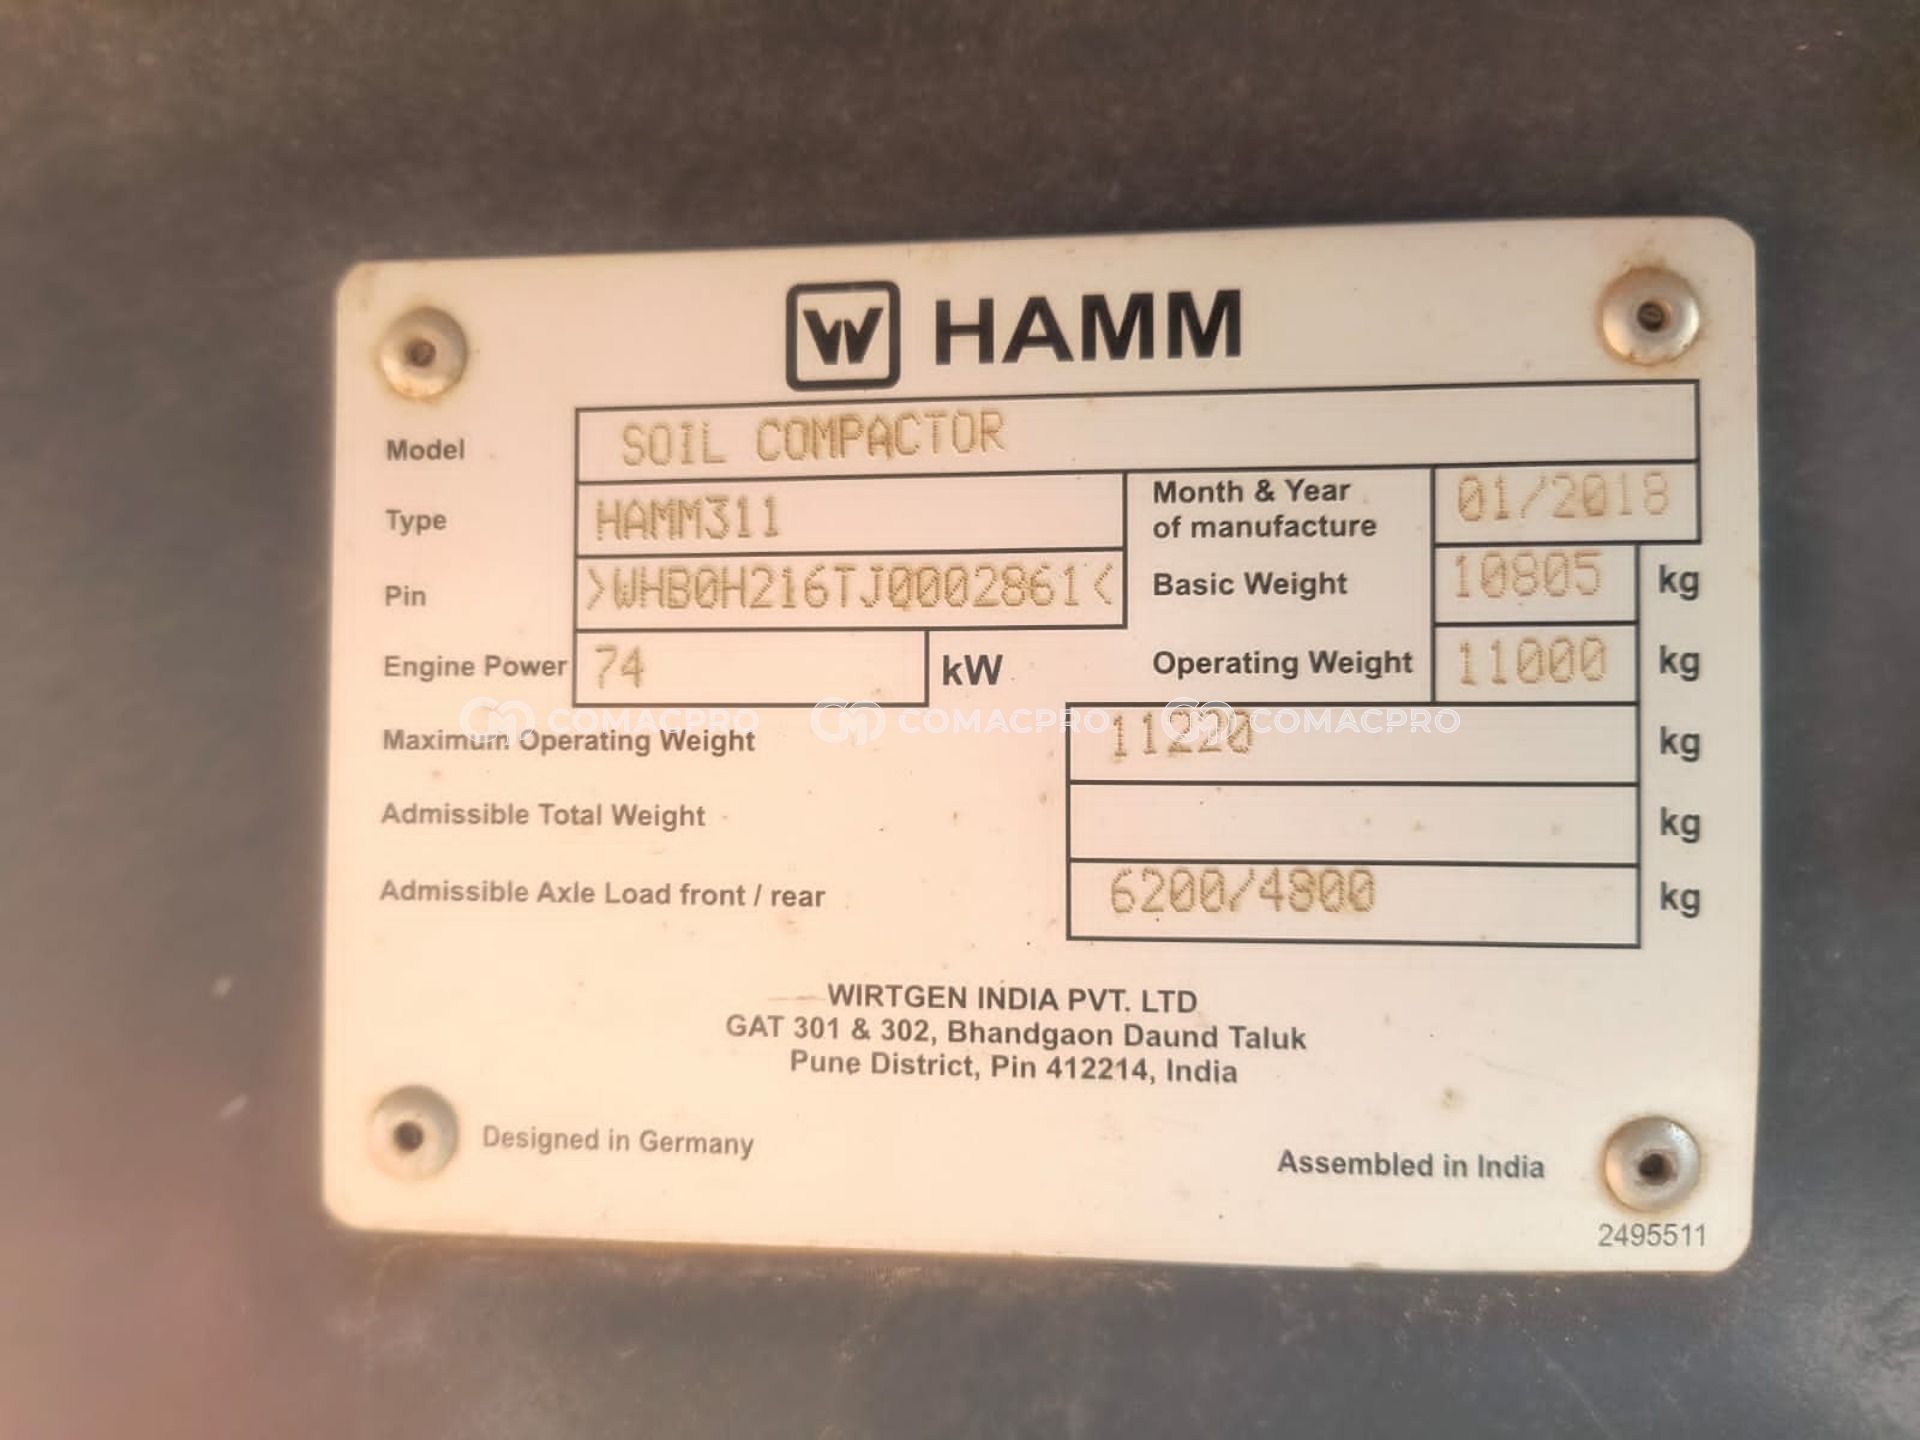 W HAMM
Model SOIL COMPACTOR
Type HAMM311 Month & Year of manufacture 01/2018
Pin >WHB0H216TJ0002861< Basic Weight 10805 kg
Engine Power 74 kW Operating Weight 11000 kg
COMACPRO COMACPRO COMACPRO
Maximum Operating Weight 11220 kg
Admissible Total Weight kg
Admissible Axle Load front / rear 6200/4800 kg
WIRTGEN INDIA PVT. LTD
GAT 301 & 302, Bhandgaon Daund Taluk
Pune District, Pin 412214, India
Designed in Germany
Assembled in India
2495511